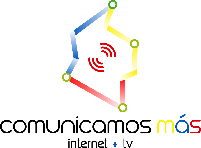 comunicamos más
internet + tv